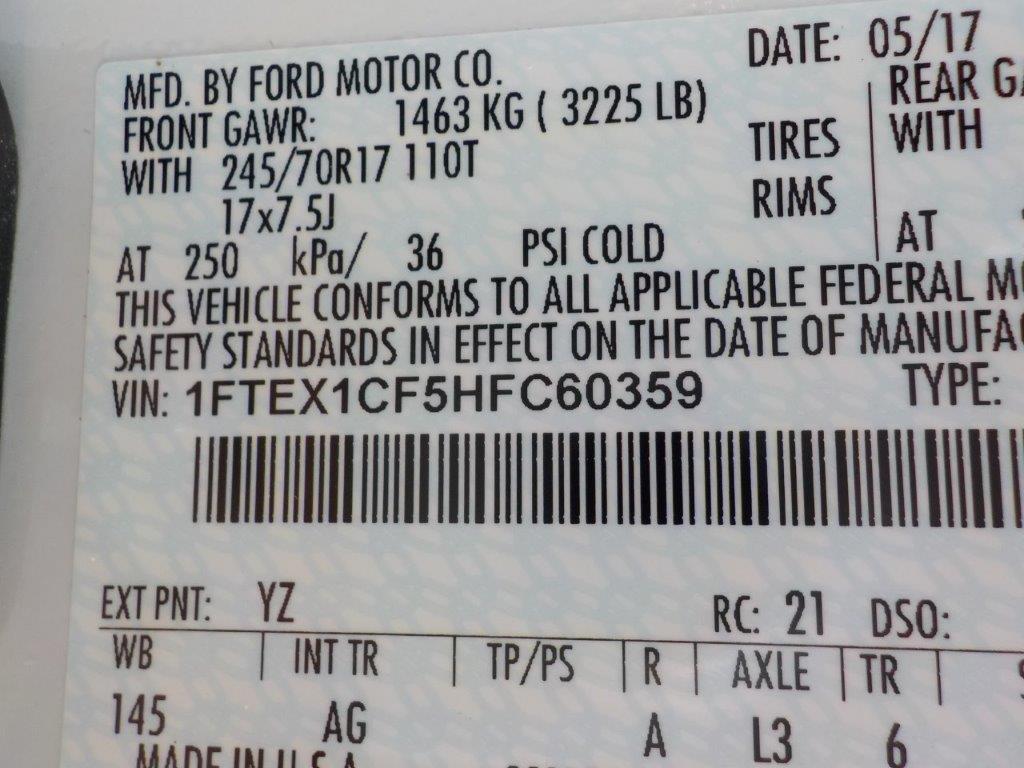 MFD. BY FORD MOTOR CO. DATE: 05/17
FRONT GAWR: 1463 KG ( 3225 LB) REAR
WITH 245/70R17 110T TIRES WITH
17x7.5J RIMS
AT 250 kPa/ 36 PSI COLD AT
THIS VEHICLE CONFORMS TO ALL APPLICABLE FEDERAL
SAFETY STANDARDS IN EFFECT ON THE DATE OF
VIN: 1FTEX1CF5HFC60359 TYPE:
EXT PNT: YZ RC: 21 DSO:
WB INT TR TP/PS R AXLE TR
145 AG A L3 6
MADE IN U.S.A.